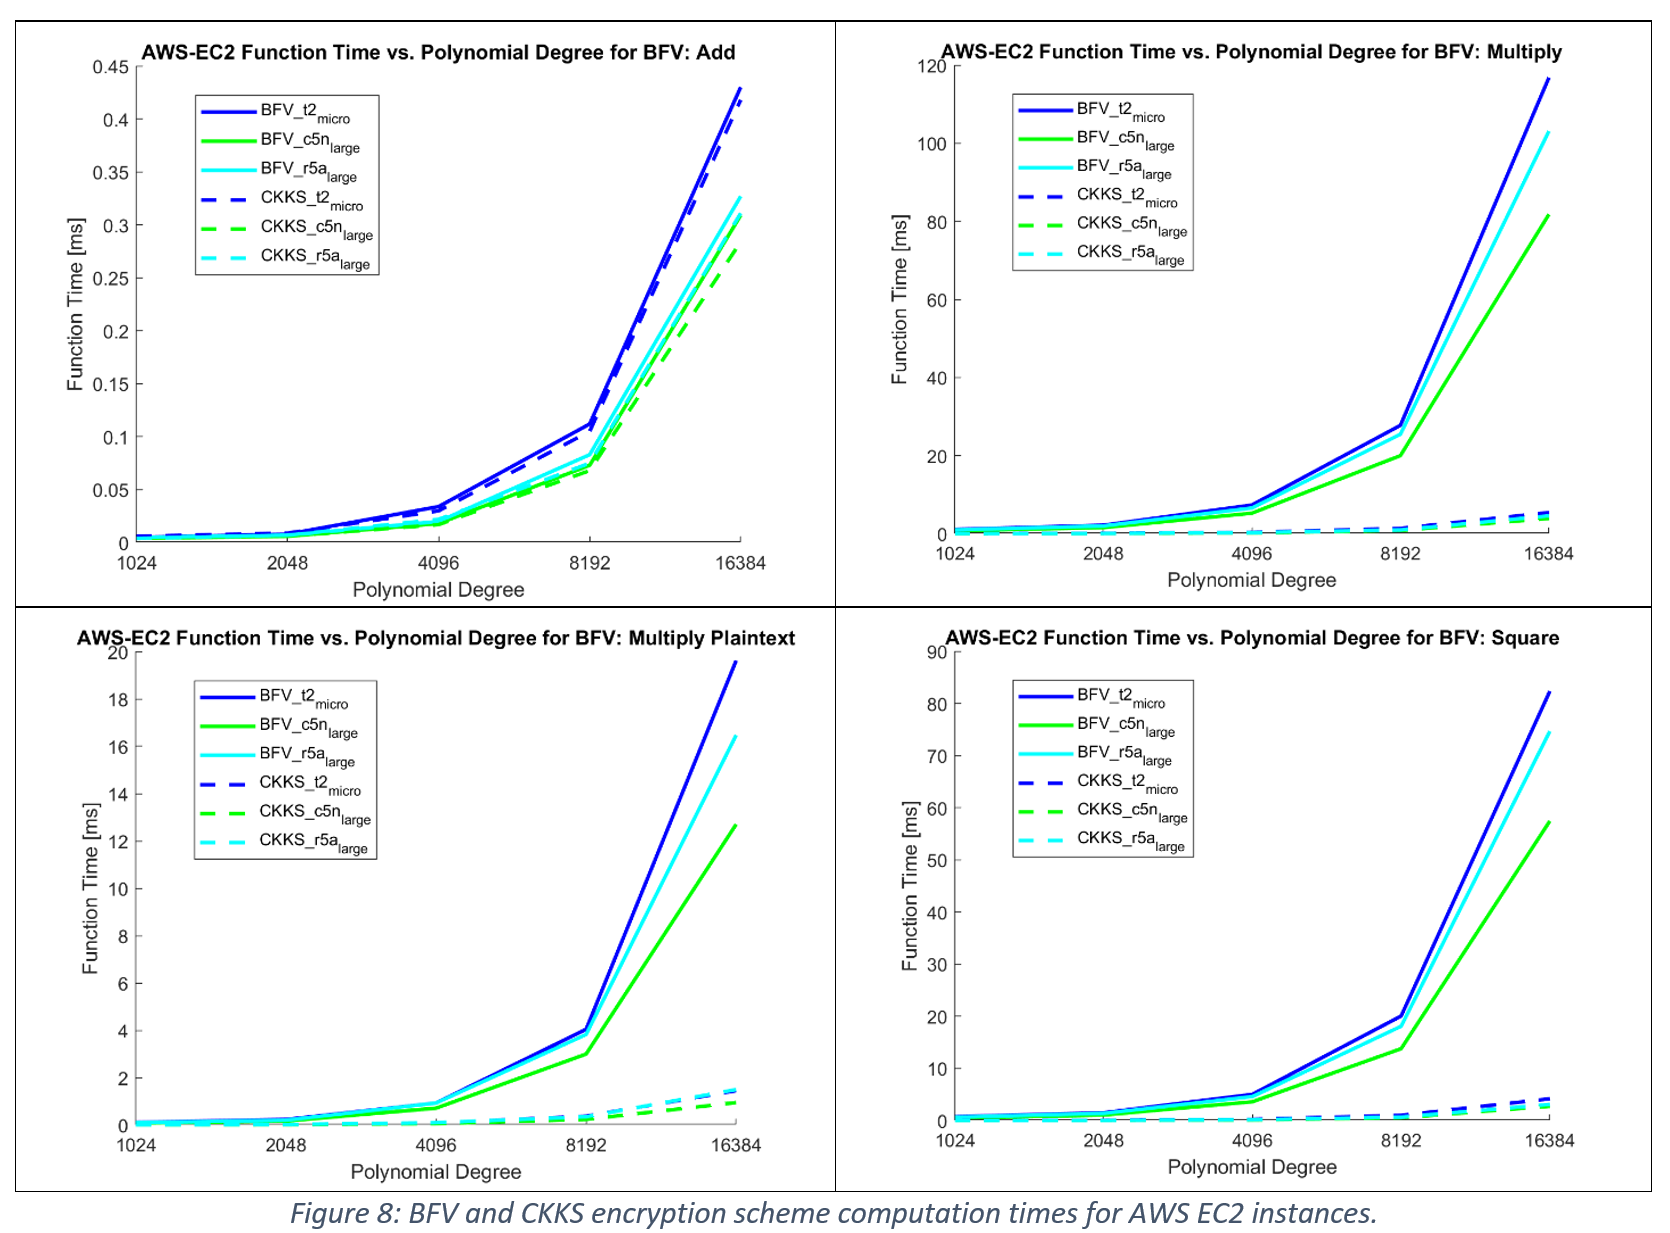 AWS-EC2 Function Time vs. Polynomial Degree for BFV: Add
0.45
0.4
0.35
0.3
0.25
0.2
0.15
0.1
0.05
0
Function Time [ms]
BFV_t2micro
BFV_c5nlarge
BFV_r5alarge
CKKS_t2micro
CKKS_c5nlarge
CKKS_r5alarge
1024 2048 4096 8192 16384
Polynomial Degree
AWS-EC2 Function Time vs. Polynomial Degree for BFV: Multiply
120
100
80
60
40
20
0
Function Time [ms]
BFV_t2micro
BFV_c5nlarge
BFV_r5alarge
CKKS_t2micro
CKKS_c5nlarge
CKKS_r5alarge
1024 2048 4096 8192 16384
Polynomial Degree
AWS-EC2 Function Time vs. Polynomial Degree for BFV: Multiply Plaintext
20
18
16
14
12
10
8
6
4
2
0
Function Time [ms]
BFV_t2micro
BFV_c5nlarge
BFV_r5alarge
CKKS_t2micro
CKKS_c5nlarge
CKKS_r5alarge
1024 2048 4096 8192 16384
Polynomial Degree
AWS-EC2 Function Time vs. Polynomial Degree for BFV: Square
90
80
70
60
50
40
30
20
10
0
Function Time [ms]
BFV_t2micro
BFV_c5nlarge
BFV_r5alarge
CKKS_t2micro
CKKS_c5nlarge
CKKS_r5alarge
1024 2048 4096 8192 16384
Polynomial Degree
Figure 8: BFV and CKKS encryption scheme computation times for AWS EC2 instances.